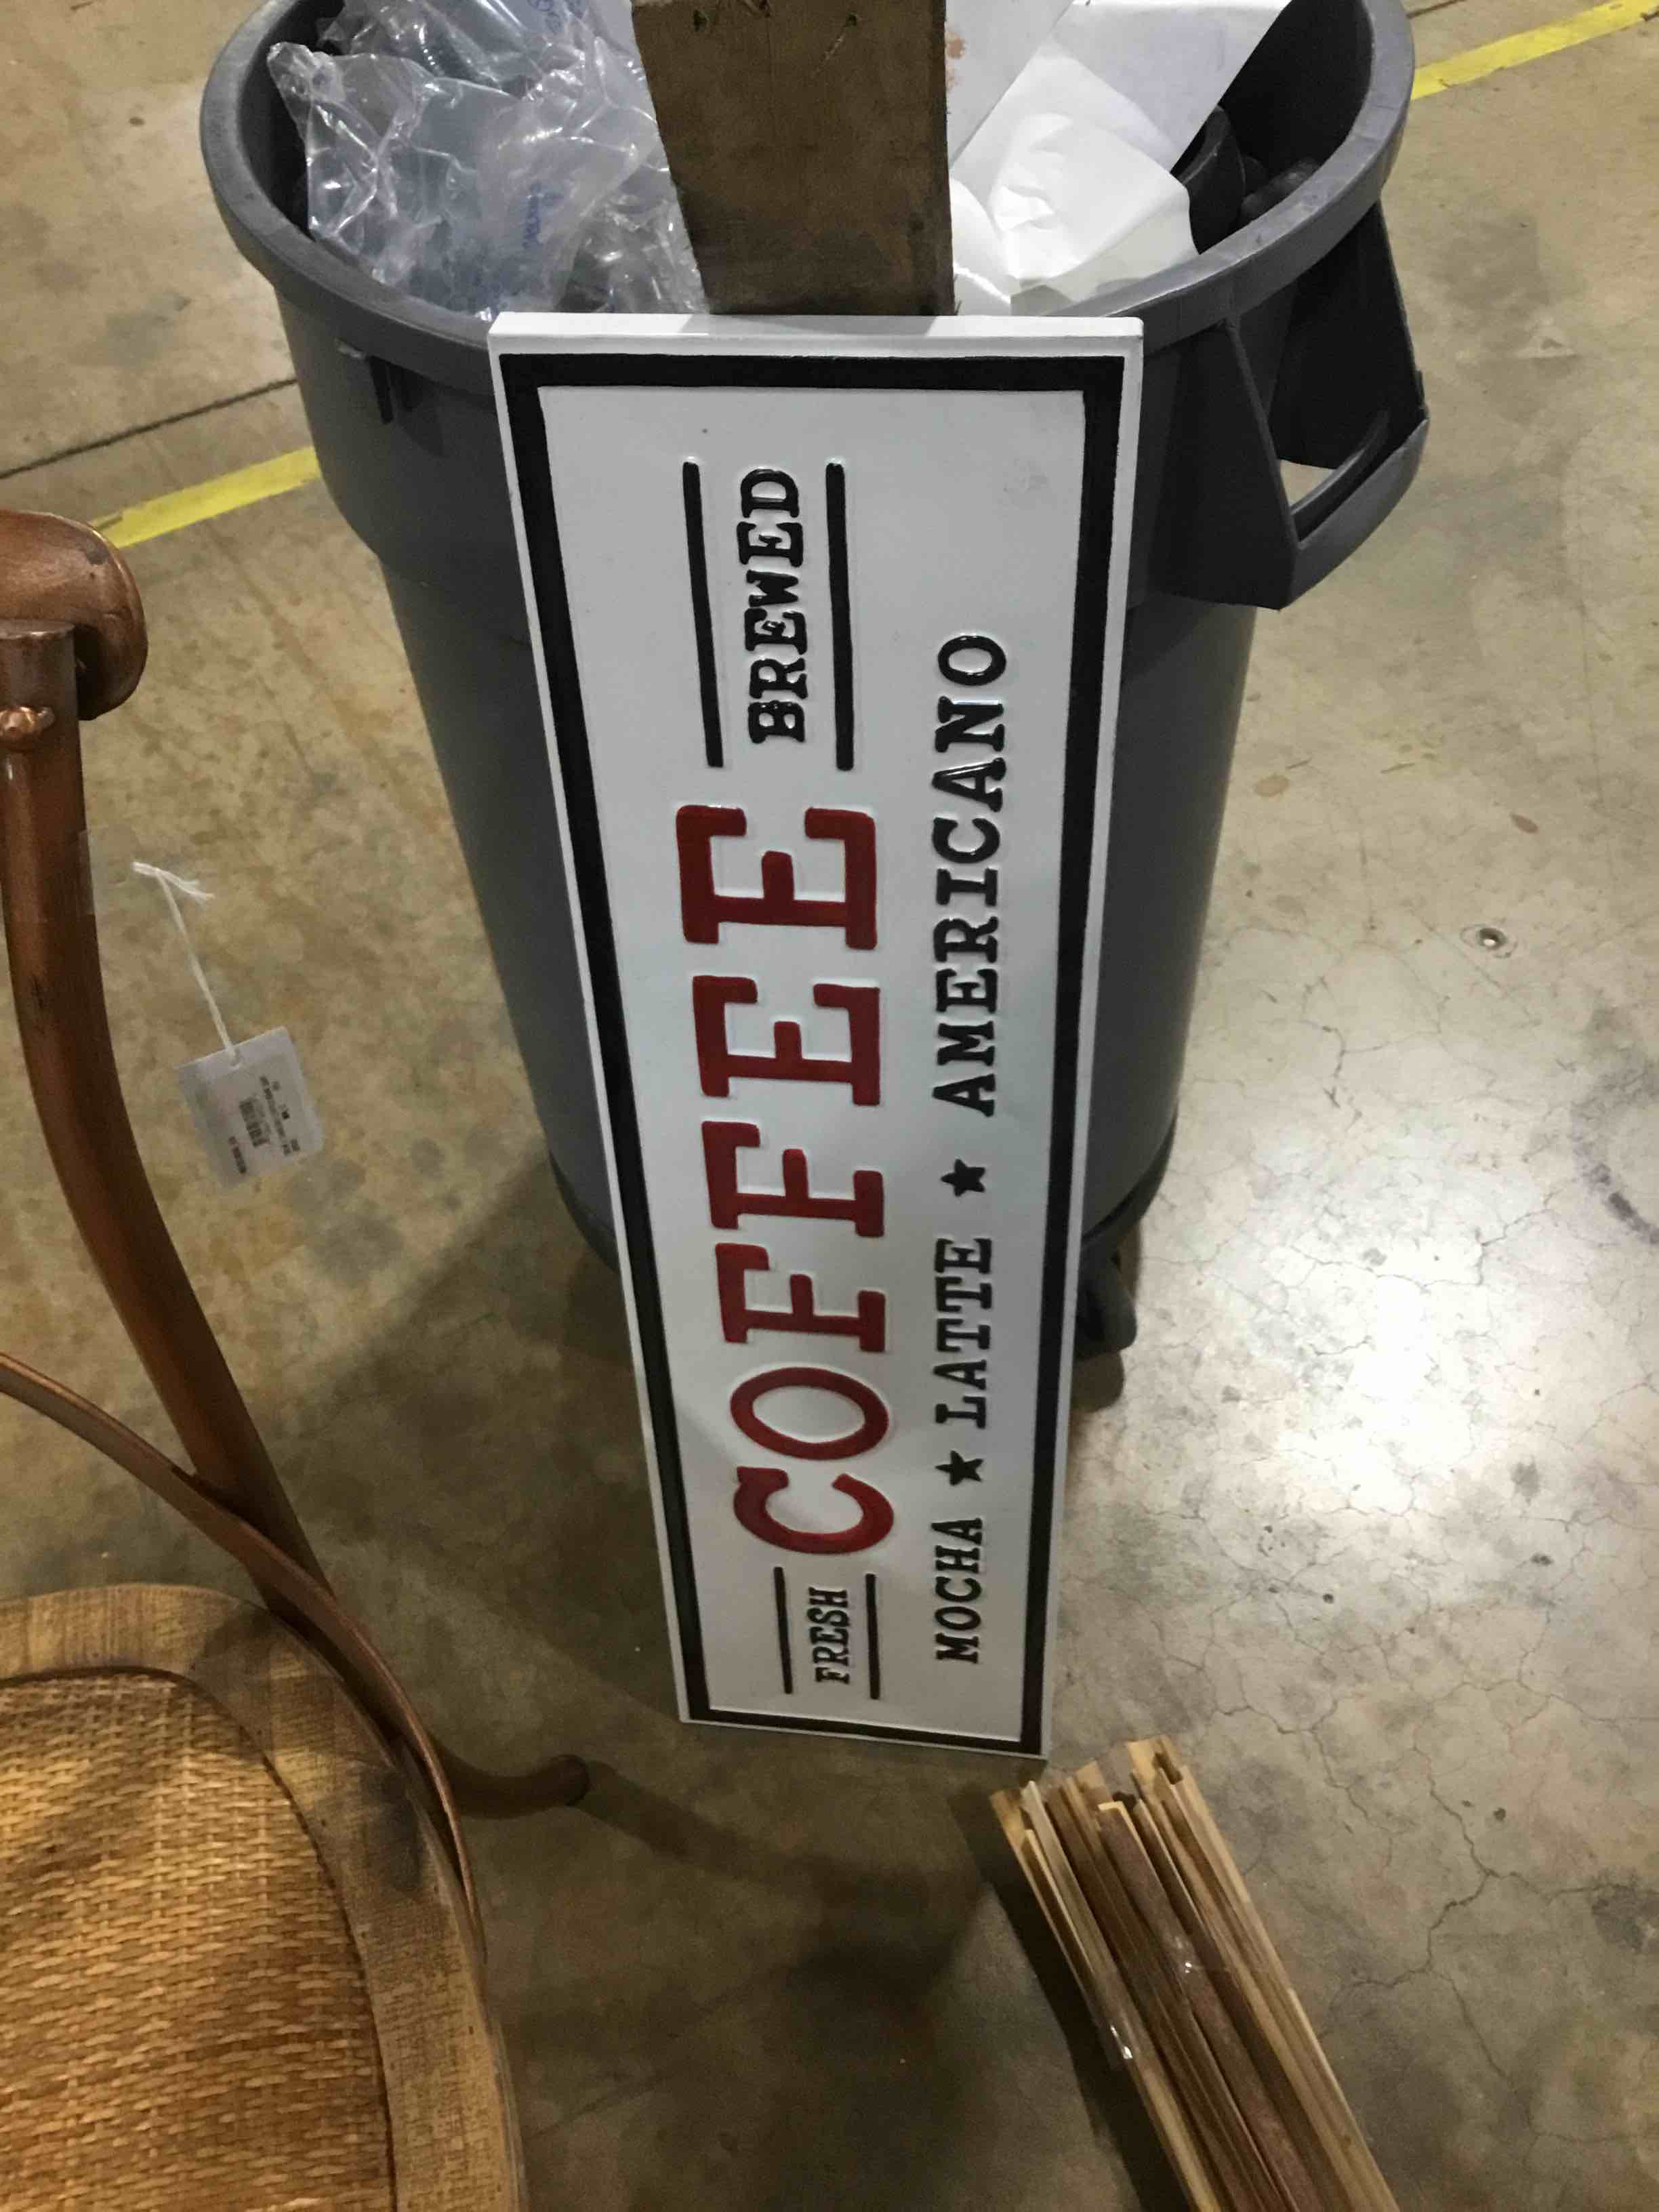 FRESH COFFEE BREWED
MOCHA ★ LATTE ★ AMERICANO